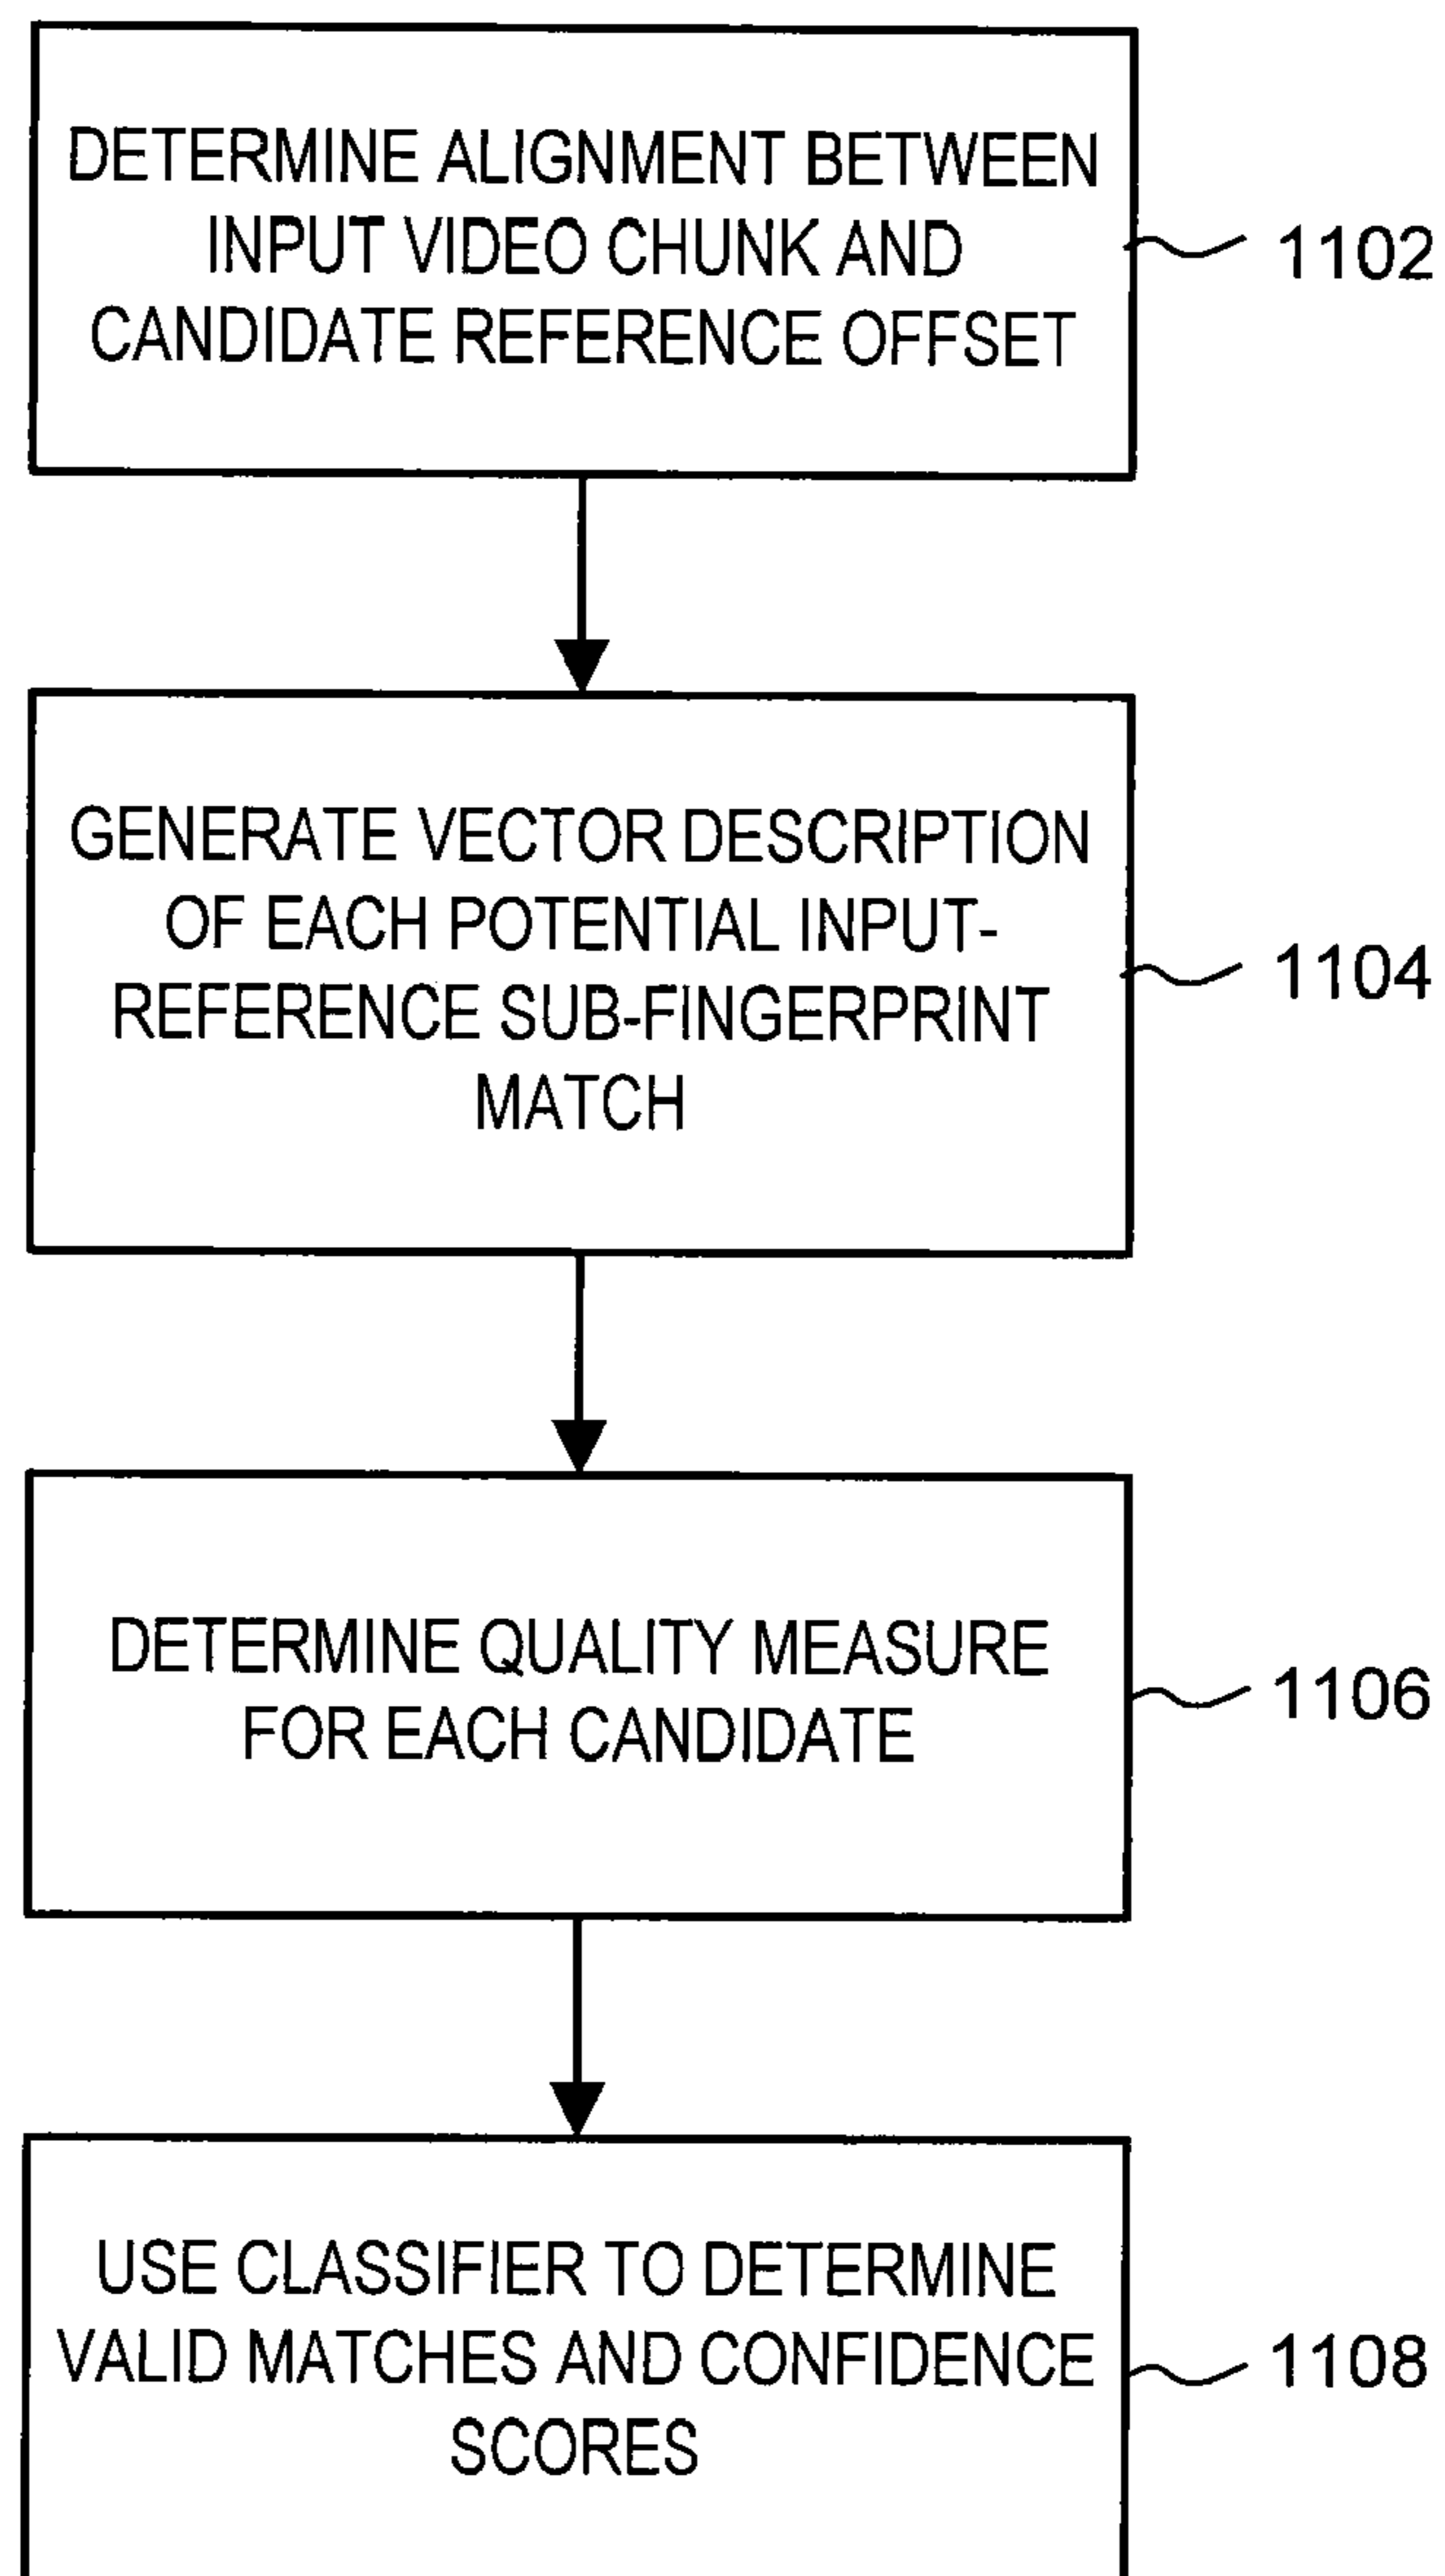 DETERMINE ALIGNMENT BETWEEN
INPUT VIDEO CHUNK AND
CANDIDATE REFERENCE OFFSET
1102
GENERATE VECTOR DESCRIPTION
OF EACH POTENTIAL INPUT-
REFERENCE SUB-FINGERPRINT
MATCH
1104
DETERMINE QUALITY MEASURE
FOR EACH CANDIDATE
1106
USE CLASSIFIER TO DETERMINE
VALID MATCHES AND CONFIDENCE
SCORES
1108